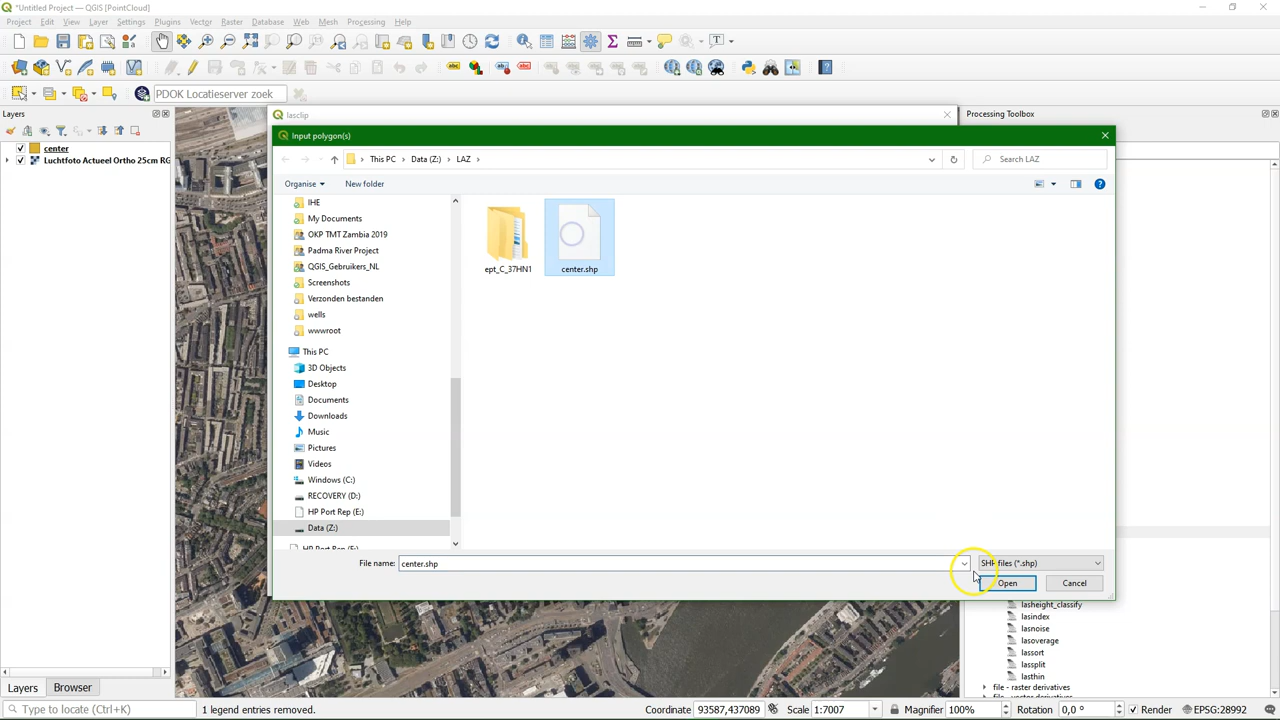 *Untitled Project — QGIS [PointCloud]
Project Edit View Layer Settings Plugins Vector Raster Database Web Mesh Processing Help
PDOK Locatieserver zoek
Layers
lasclip
Processing Toolbox
Input polygon(s)
center
Luchtfoto Actueel Ortho 25cm RG
This PC > Data (Z:) > LAZ >
Search LAZ
Organise
New folder
IHE
My Documents
OKP TMT Zambia 2019
Padma River Project
QGIS_Gebruikers_NL
Screenshots
Verzonden bestanden
wells
wwwroot
This PC
3D Objects
Desktop
Documents
Downloads
Music
Pictures
Videos
Windows (C:)
RECOVERY (D:)
HP Port Rep (E:)
Data (Z:)
HP Port Rep (E:)
ept_C_37HN1
center.shp
File name: center.shp
SHP files (*.shp)
Open
Cancel
lasheight_classify
lasindex
lasnoise
lasoverage
lassort
lassplit
lasthin
file - raster derivatives
Layers
Browser
Type to locate (Ctrl+K)
1 legend entries removed.
Coordinate 93587,437089
Scale 1:7007
Magnifier 100%
Rotation 0,0 °
Render
EPSG:28992